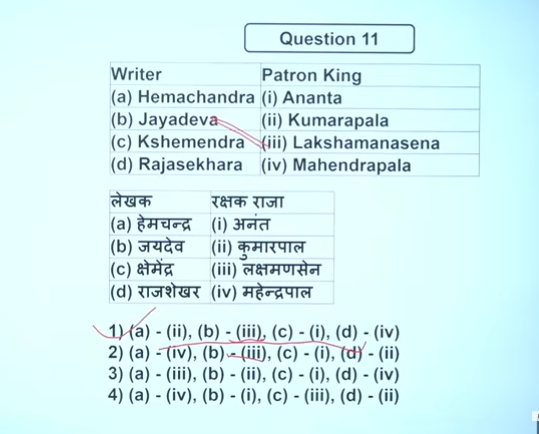 Question 11
Writer Patron King
(a) Hemachandra (i) Ananta
(b) Jayadeva (ii) Kumarapala
(c) Kshemendra (iii) Lakshamanasena
(d) Rajasekhara (iv) Mahendrapala
लेखक रक्षक राजा
(a) हेमचन्द्र (i) अनंत
(b) जयदेव (ii) कुमारपाल
(c) क्षेमेंद्र (iii) लक्षमणसेन
(d) राजशेखर (iv) महेन्द्रपाल
1) (a) - (ii), (b) - (iii), (c) - (i), (d) - (iv)
2) (a) - (iv), (b) - (iii), (c) - (i), (d) - (ii)
3) (a) - (iii), (b) - (ii), (c) - (i), (d) - (iv)
4) (a) - (iv), (b) - (i), (c) - (iii), (d) - (ii)